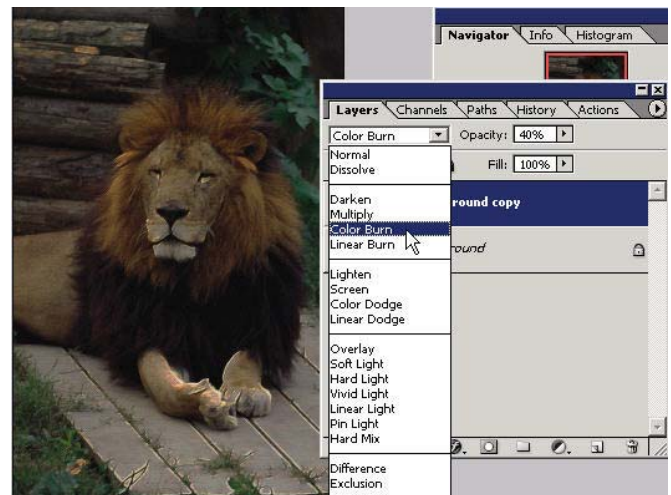 Navigator Info Histogram
Layers Channels Paths History Actions
Color Burn Opacity: 40%
Fill: 100%
Normal
Dissolve
Darken
Multiply
Color Burn
Linear Burn
round copy
round
Lighten
Screen
Color Dodge
Linear Dodge
Overlay
Soft Light
Hard Light
Vivid Light
Linear Light
Pin Light
Hard Mix
Difference
Exclusion